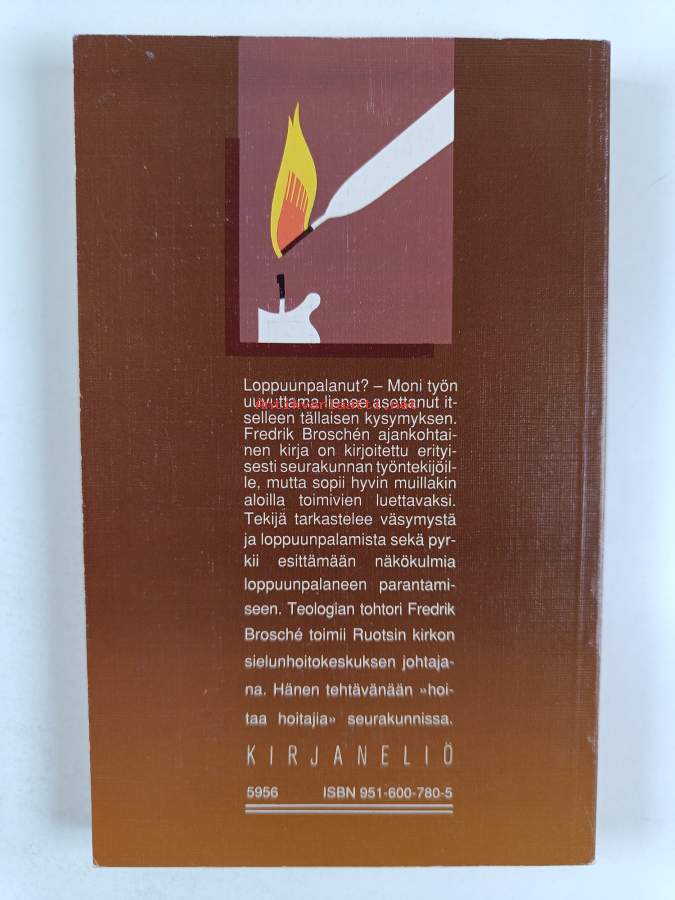 Loppuunpalanut? – Moni työn
uuvuttama lienee asettanut it-
Antikvariaatti.net
selleen tällaisen kysymyksen.
Fredrik Broschén ajankohtai-
nen kirja on kirjoitettu erityi-
sesti seurakunnan työntekijöil-
le, mutta sopii hyvin muillakin
aloilla toimivien luettavaksi.
Tekijä tarkastelee väsymystä
ja loppuunpalamista sekä pyr-
kii esittämään näkökulmia
loppuunpalaneen parantami-
seen. Teologian tohtori Fredrik
Brosché toimii Ruotsin kirkon
sielunhoitokeskuksen johtaja-
na. Hänen tehtävänään »hoi-
taa hoitajia» seurakunnissa.
KIRJANELIÖ
5956 ISBN 951-600-780-5